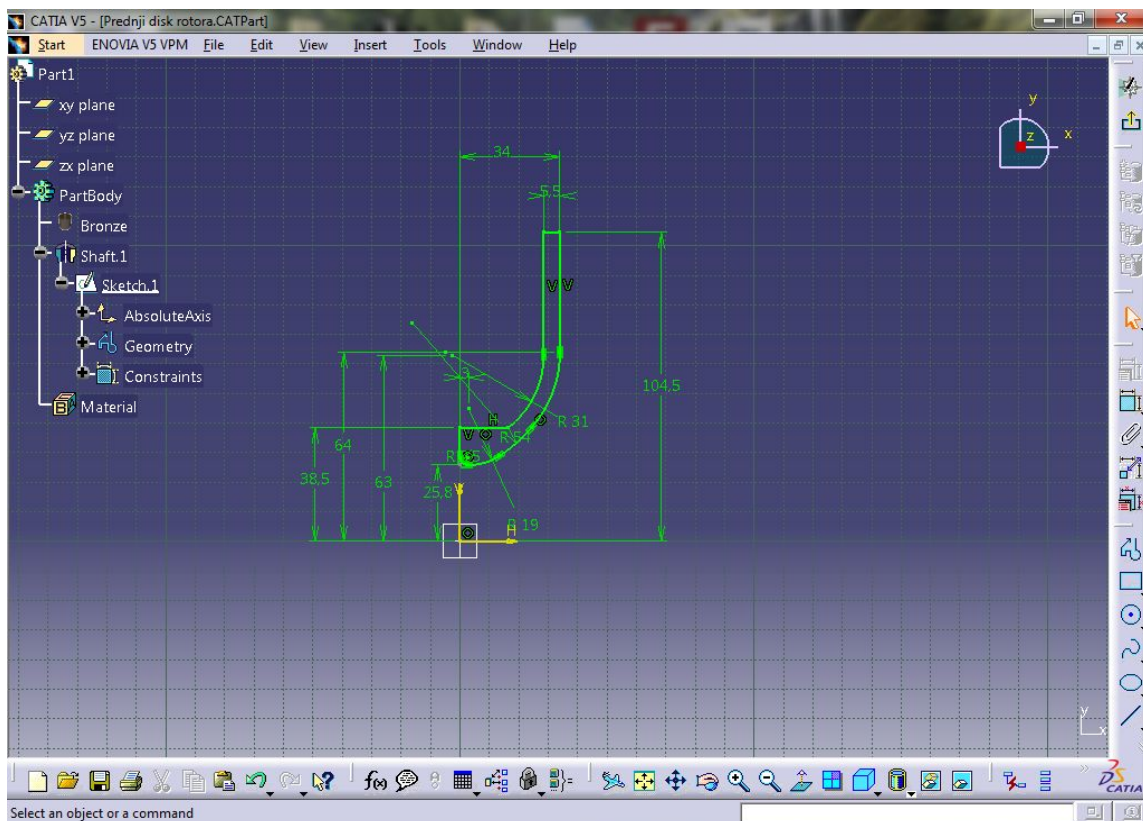 CATIA V5 - [Prednji disk rotora.CATPart]
Start ENOVIA V5 VPM File Edit View Insert Tools Window Help
Part1
xy plane
yz plane
zx plane
PartBody
Bronze
Shaft.1
Sketch.1
AbsoluteAxis
Geometry
Constraints
Material
y
z x
34
5,5
V V
104,5
3
H
R 31
V
R 54
64
38,5
63
25,8
V
R 19
H
y
x
f(x)
CATIA
Select an object or a command